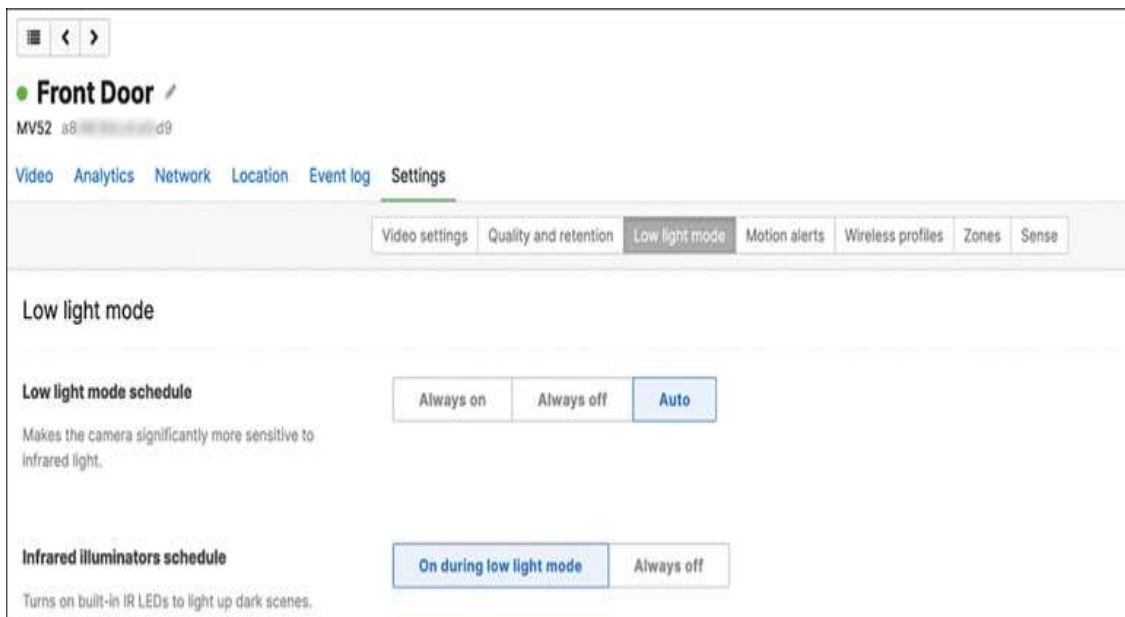 Front Door
MV52 a8 d9
Video Analytics Network Location Event log Settings
Video settings Quality and retention Low light mode Motion alerts Wireless profiles Zones Sense
Low light mode
Low light mode schedule
Always on Always off Auto
Makes the camera significantly more sensitive to
infrared light.
Infrared illuminators schedule
On during low light mode Always off
Turns on built-in IR LEDs to light up dark scenes.